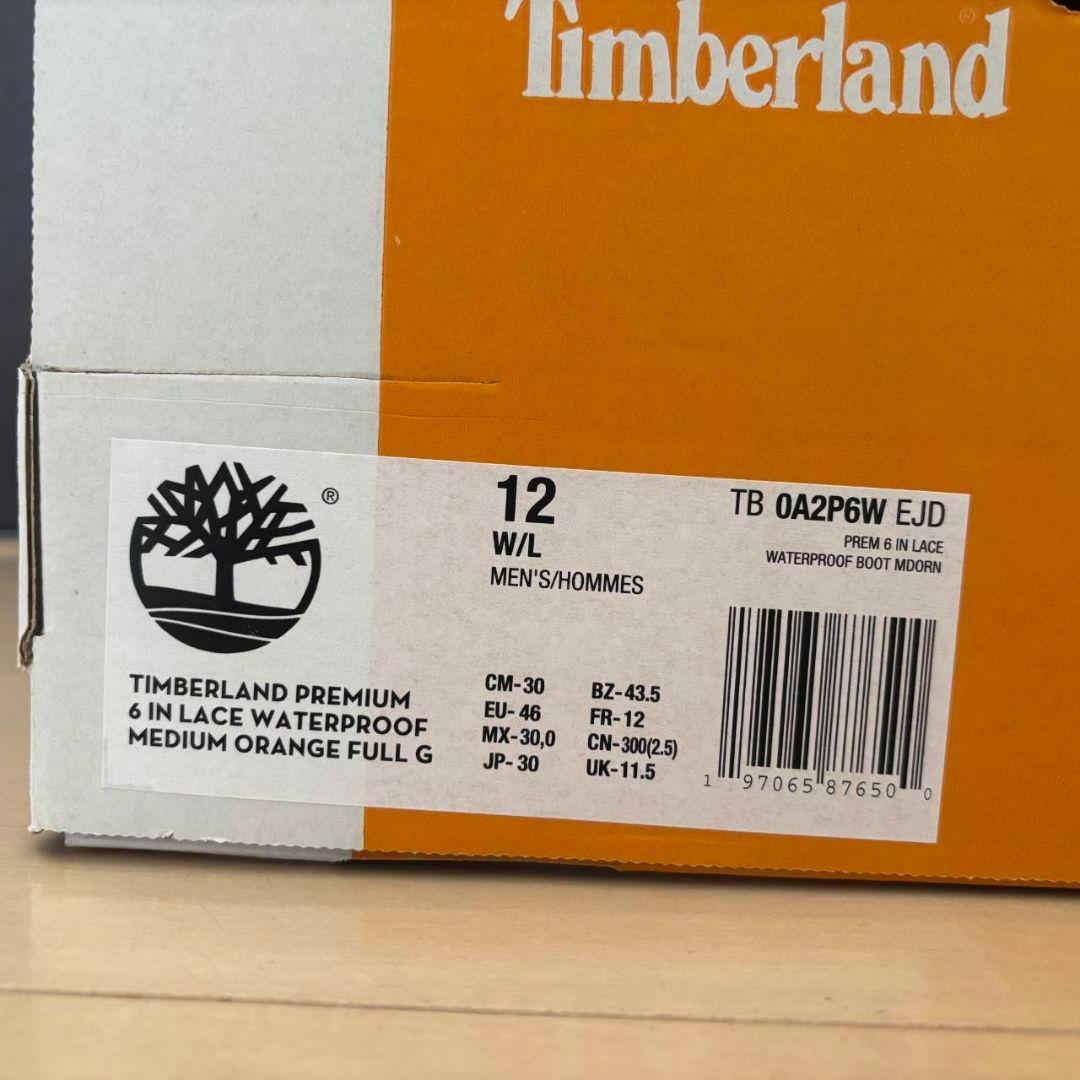 Timberland®
®
TIMBERLAND PREMIUM
6 IN LACE WATERPROOF
MEDIUM ORANGE FULL G
12
W/L
MEN'S/HOMMES
CM-30 BZ-43.5
EU-46 FR-12
MX-30,0 CN-300(2.5)
JP-30 UK-11.5
TB 0A2P6W EJD
PREM 6 IN LACE
WATERPROOF BOOT MDORN
1 97065 87650 0